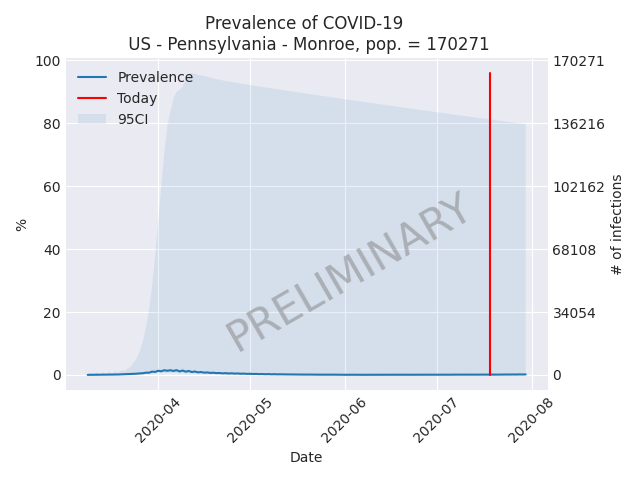 Prevalence of COVID-19
US - Pennsylvania - Monroe, pop. = 170271
100
80
60
40
20
0
%
Prevalence
Today
95CI
PRELIMINARY
170271
136216
102162
68108
34054
0
# of infections
2020-04
2020-05
2020-06
2020-07
2020-08
Date